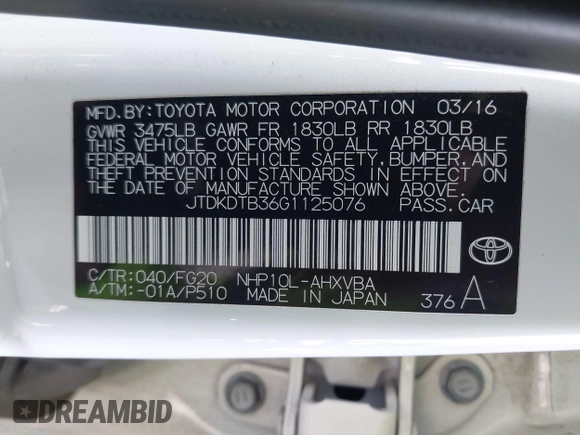 MFD.BY:TOYOTA MOTOR CORPORATION 03/16
GVWR 3475LB GAWR FR 1830LB RR 1830LB
THIS VEHICLE CONFORMS TO ALL APPLICABLE
FEDERAL MOTOR VEHICLE SAFETY, BUMPER, AND
THEFT PREVENTION STANDARDS IN EFFECT ON
THE DATE OF MANUFACTURE SHOWN ABOVE.
JTDKDTB36G1125076 PASS.CAR
C/TR:040/FG20 NHP10L-AHXVBA
A/TM:-01A/P510 MADE IN JAPAN 376A
DREAMBID